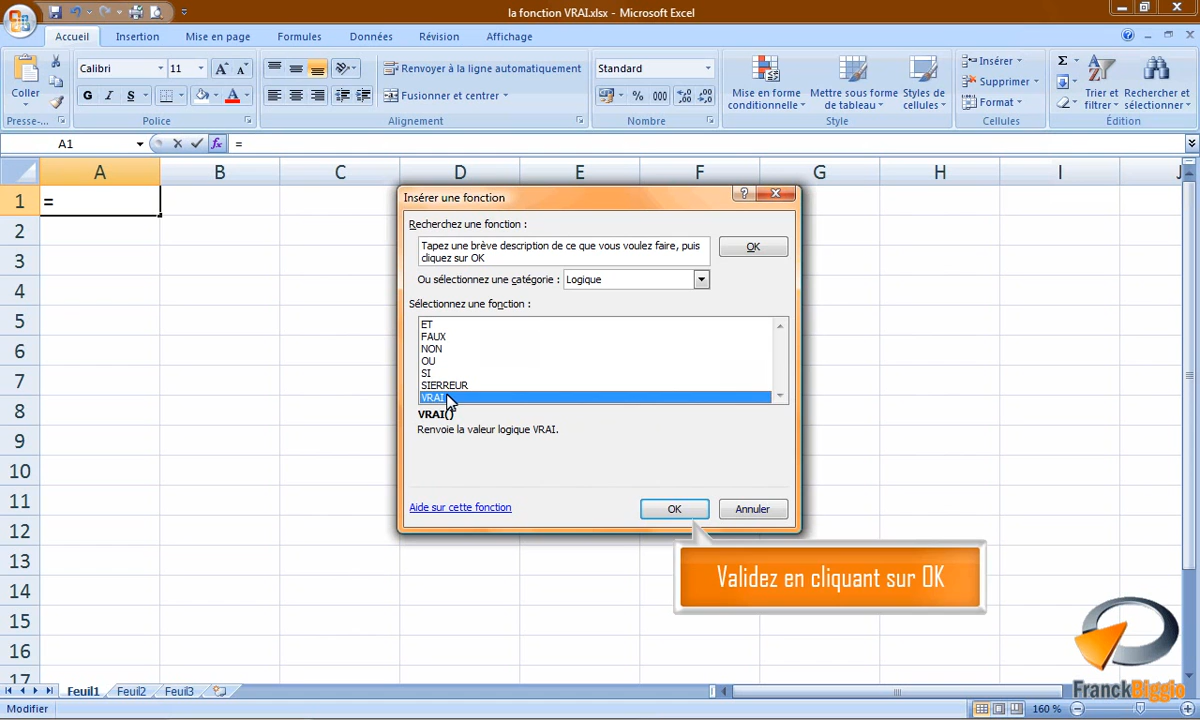 la fonction VRAI.xlsx - Microsoft Excel
Accueil
Insertion
Mise en page
Formules
Données
Révision
Affichage
Coller
Presse-...
Calibri
11
G I S
Police
Renvoyer à la ligne automatiquement
Fusionner et centrer
Alignement
Standard
% 000
Nombre
Mise en forme conditionnelle
Mettre sous forme de tableau
Styles de cellules
Style
Insérer
Supprimer
Format
Cellules
Trier et filtrer
Rechercher et sélectionner
Édition
A1
fx
=
A B C D E F G H I J
1
=
2
3
4
5
6
7
8
9
10
11
12
13
14
15
16
17
Insérer une fonction
Recherchez une fonction :
Tapez une brève description de ce que vous voulez faire, puis
cliquez sur OK
OK
Ou sélectionnez une catégorie :
Logique
Sélectionnez une fonction :
ET
FAUX
NON
OU
SI
SIERREUR
VRAI
VRAI()
Renvoie la valeur logique VRAI.
Aide sur cette fonction
OK
Annuler
Validez en cliquant sur OK
FranckBiggio
Feuil1
Feuil2
Feuil3
Modifier
160 %